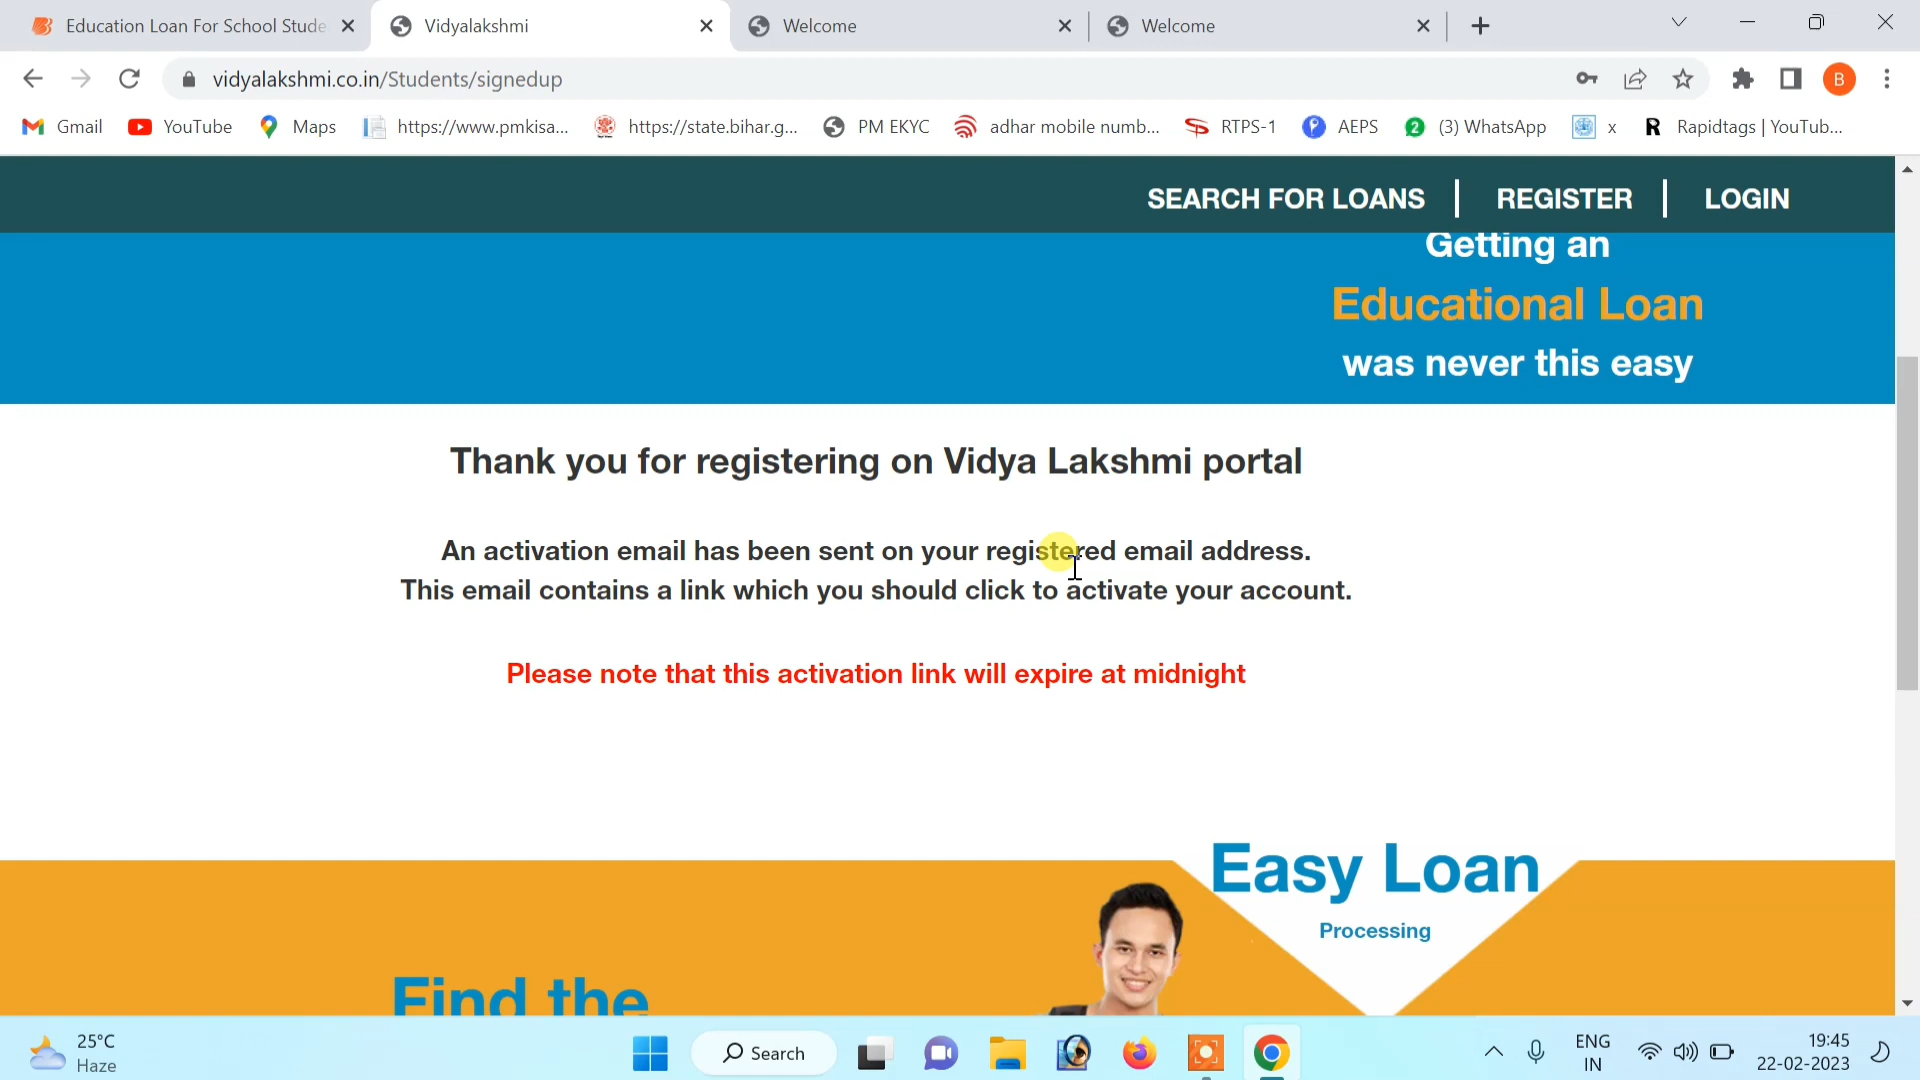 Education Loan For School Stude
Vidyalakshmi
Welcome
Welcome
vidyalakshmi.co.in/Students/signedup
B
Gmail
YouTube
Maps
https://www.pmkisa...
https://state.bihar.g...
PM EKYC
adhar mobile numb...
RTPS-1
AEPS
2
(3) WhatsApp
x
R
Rapidtags | YouTub...
SEARCH FOR LOANS
REGISTER
LOGIN
Getting an
Educational Loan
was never this easy
Thank you for registering on Vidya Lakshmi portal
An activation email has been sent on your registered email address.
This email contains a link which you should click to activate your account.
Please note that this activation link will expire at midnight
Easy Loan
Processing
Find the
25°C
Haze
Search
ENG
IN
19:45
22-02-2023